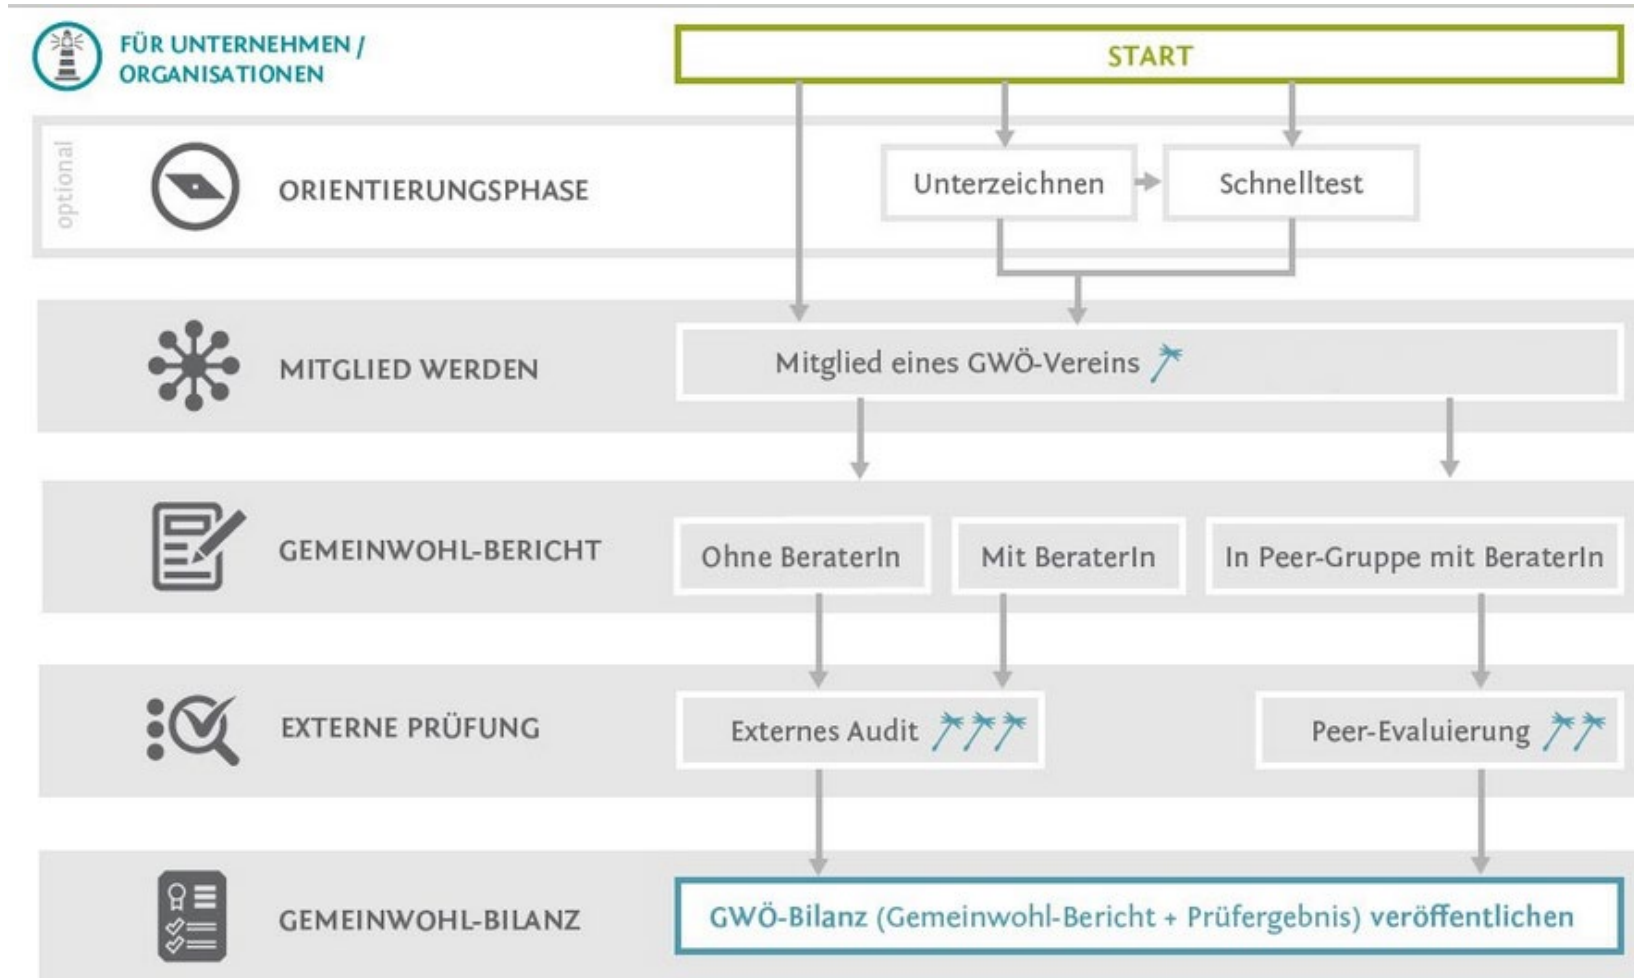 FÜR UNTERNEHMEN /
ORGANISATIONEN
START
optional
ORIENTIERUNGSPHASE
Unterzeichnen
Schnelltest
MITGLIED WERDEN
Mitglied eines GWÖ-Vereins
GEMEINWOHL-BERICHT
Ohne BeraterIn
Mit BeraterIn
In Peer-Gruppe mit BeraterIn
EXTERNE PRÜFUNG
Externes Audit
Peer-Evaluierung
GEMEINWOHL-BILANZ
GWÖ-Bilanz (Gemeinwohl-Bericht + Prüfergebnis) veröffentlichen